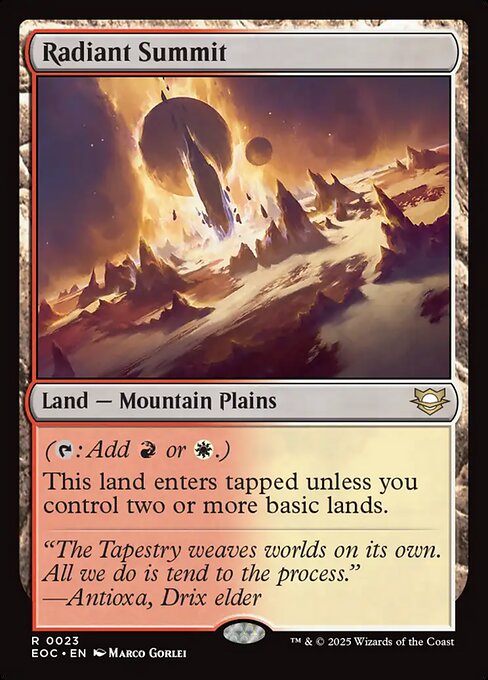 Radiant Summit
Land — Mountain Plains
(: Add or .)
This land enters tapped unless you
control two or more basic lands.
“The Tapestry weaves worlds on its own.
All we do is tend to the process.”
—Antioxa, Drix elder
R 0023
EOC • EN Marco Gorlei
™ & © 2025 Wizards of the Coast